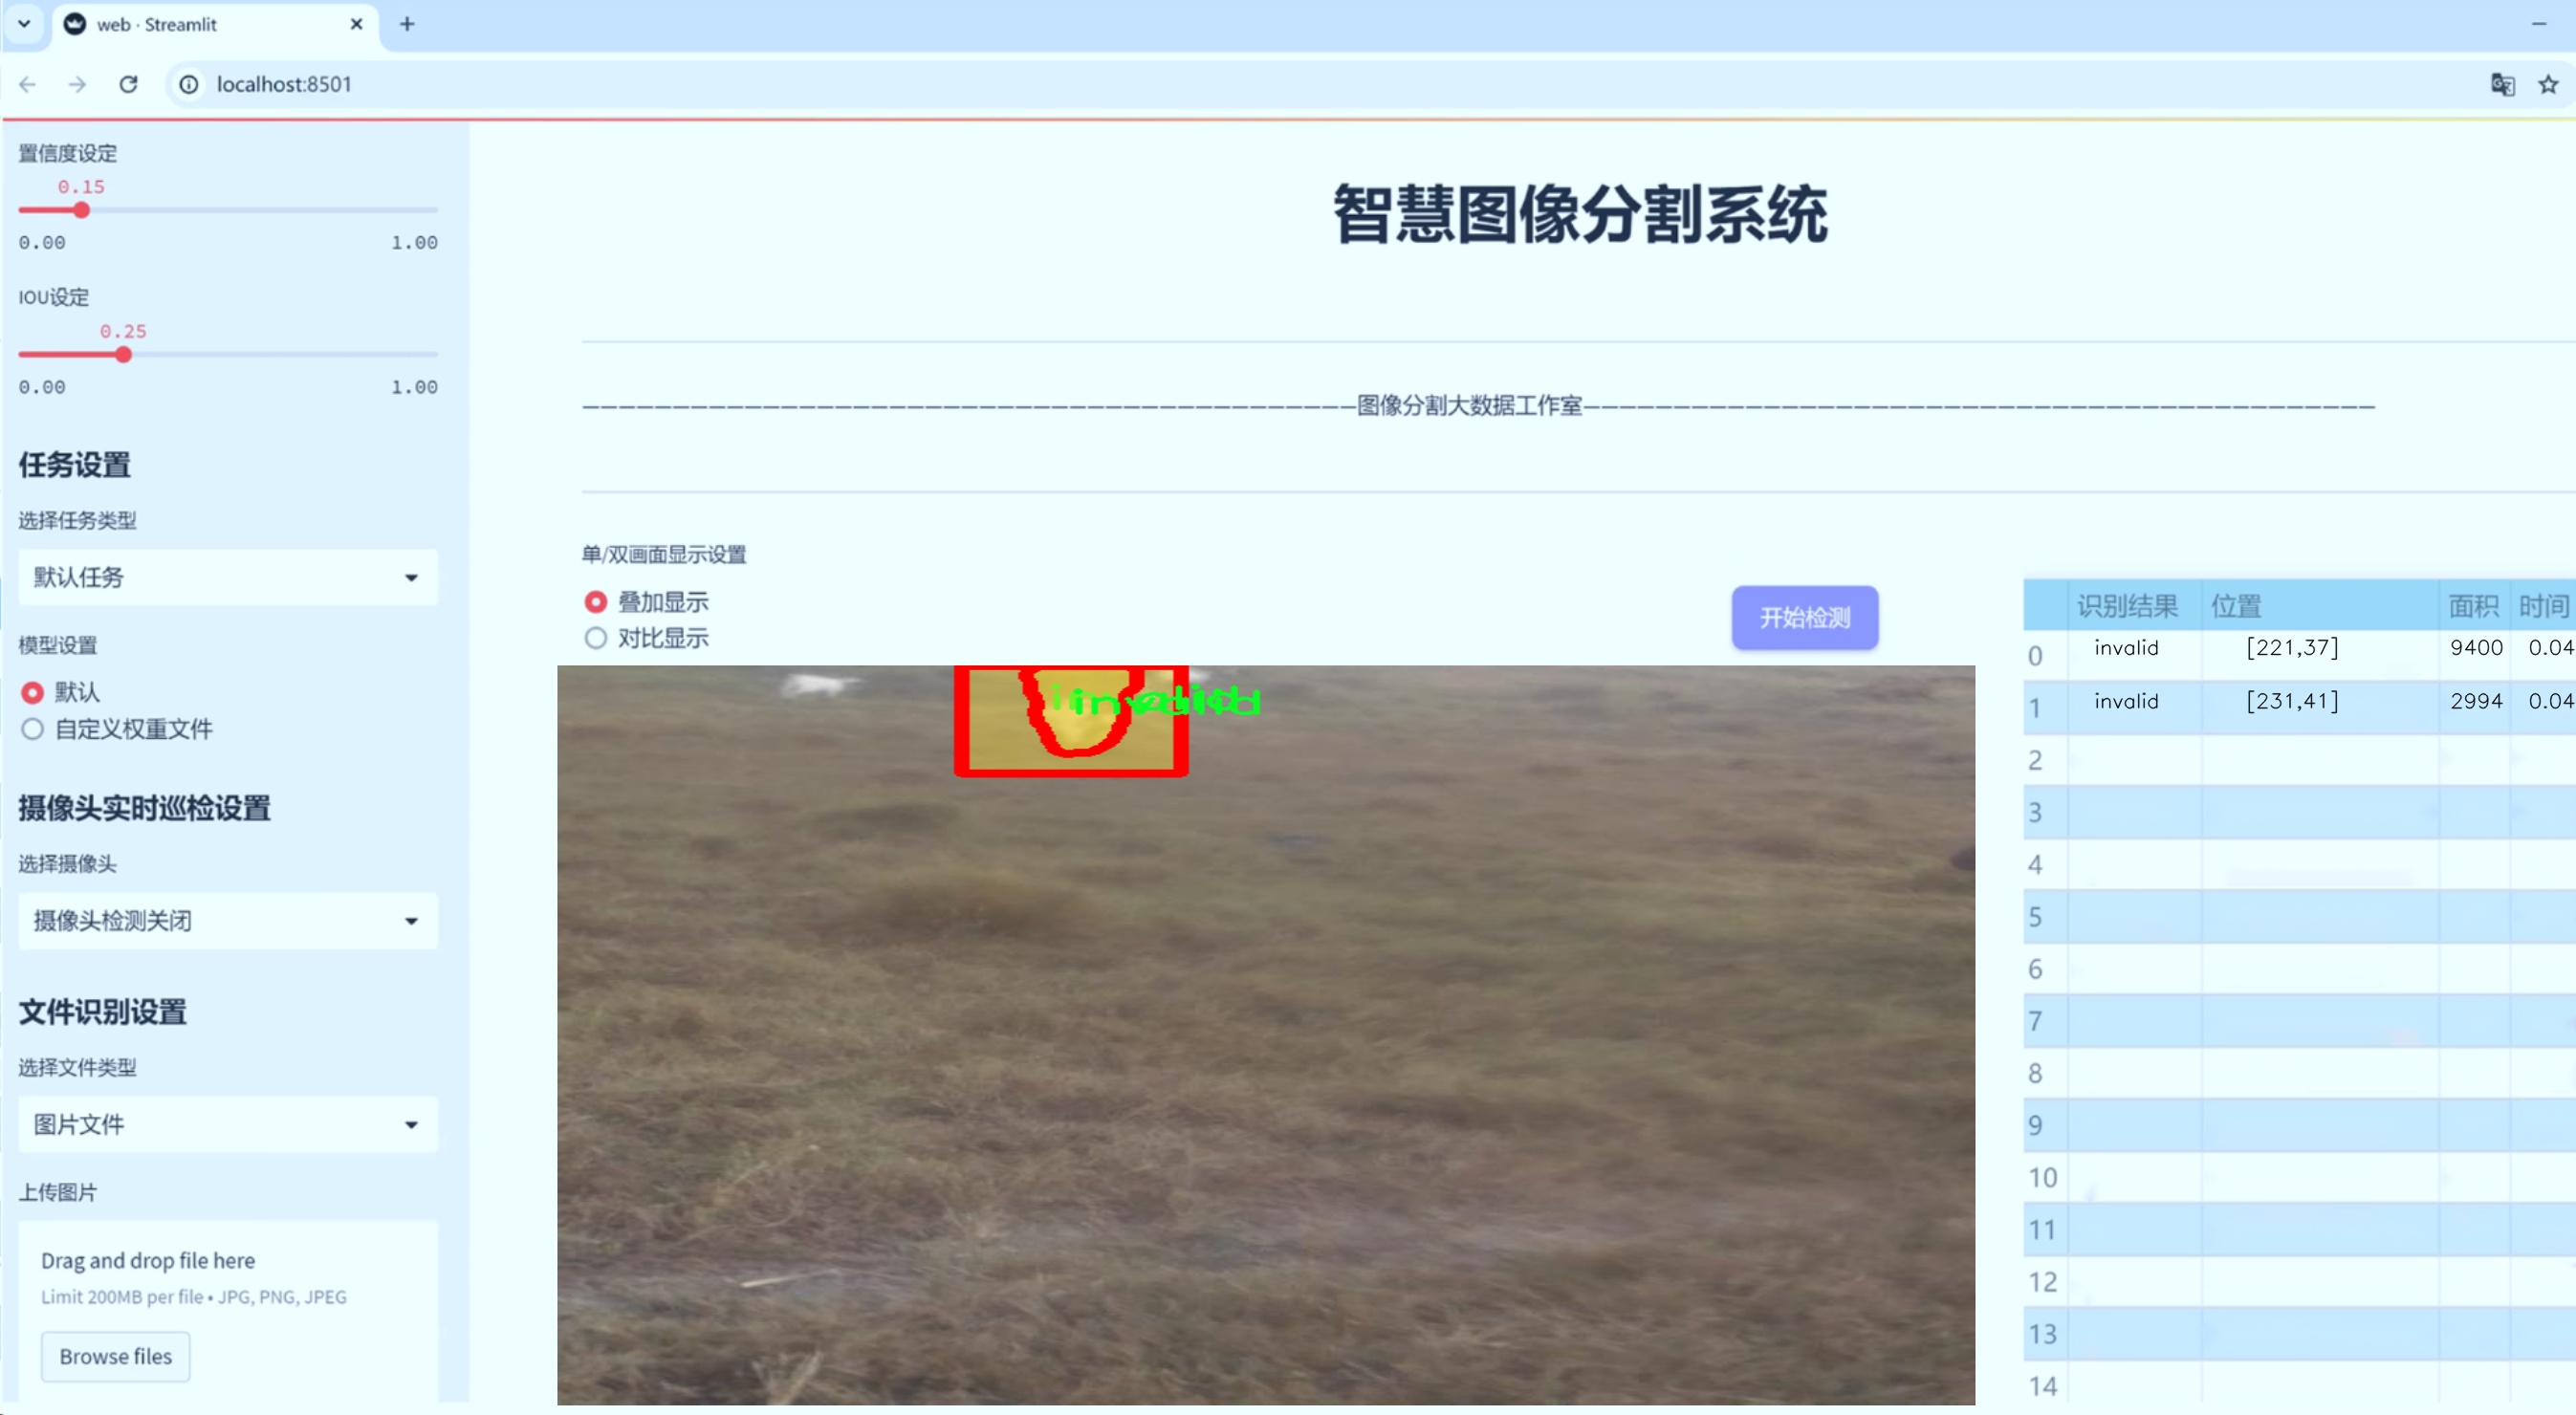 web · Streamlit
localhost:8501
置信度设定
0.15
0.00 1.00
IOU设定
0.25
0.00 1.00
任务设置
选择任务类型
默认任务
模型设置
默认
自定义权重文件
摄像头实时巡检设置
选择摄像头
摄像头检测关闭
文件识别设置
选择文件类型
图片文件
上传图片
Drag and drop file here
Limit 200MB per file • JPG, PNG, JPEG
Browse files
智慧图像分割系统
图像分割大数据工作室
单/双画面显示设置
叠加显示
对比显示
开始检测
识别结果 位置 面积 时间
0 invalid [221,37] 9400 0.04
1 invalid [231,41] 2994 0.04
2
3
4
5
6
7
8
9
10
11
12
13
14